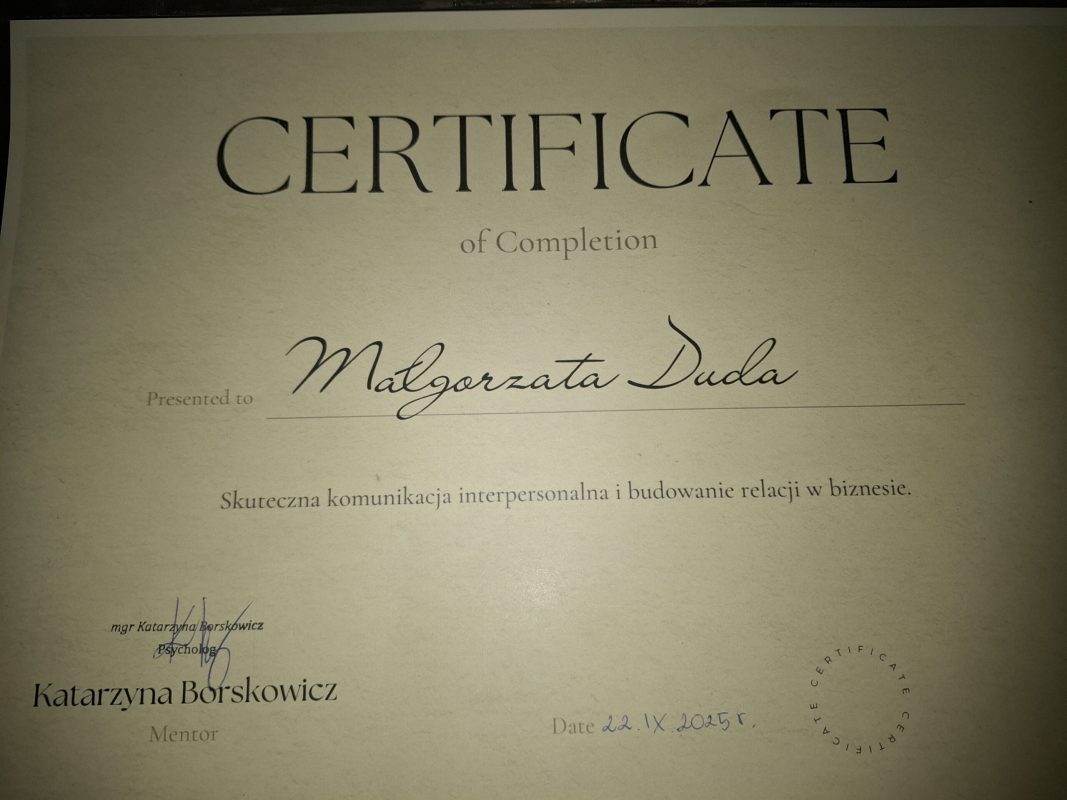 CERTIFICATE
of Completion
Presented to Małgorzata Duda
Skuteczna komunikacja interpersonalna i budowanie relacji w biznesie.
mgr Katarzyna Borskowicz
Psycholog
Katarzyna Borskowicz
Mentor
Date 22.IX.2025 r.
CERTIFICATE CERTIFICATE